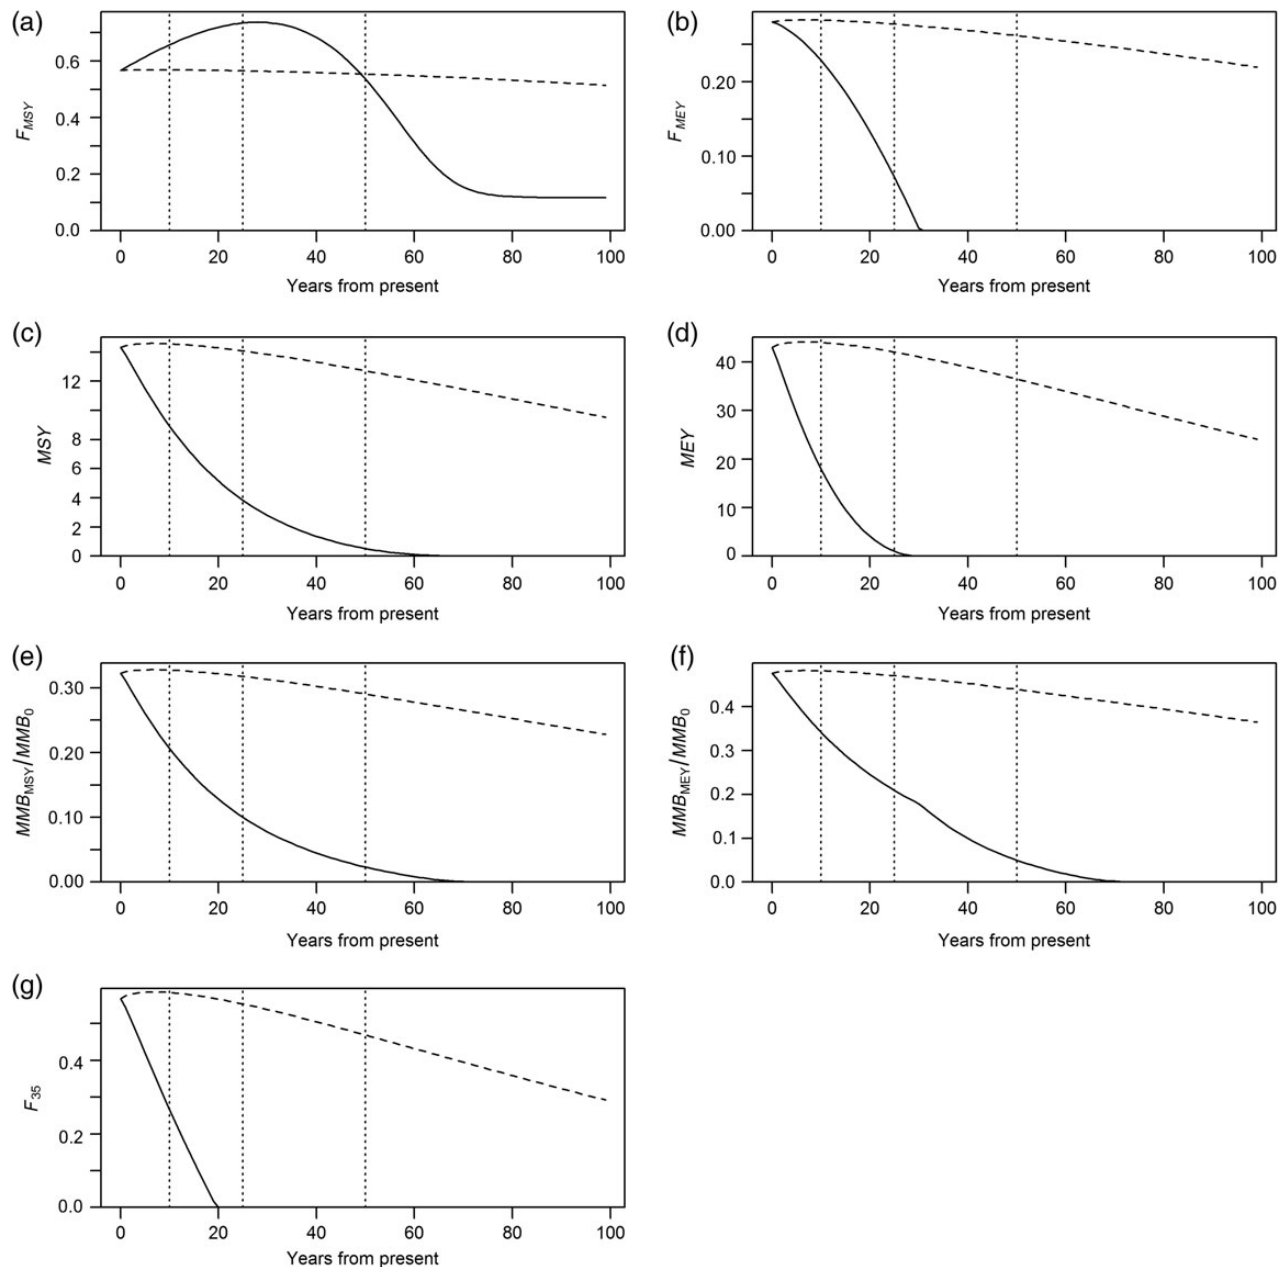 (a)
F_MSY
0.6
0.4
0.2
0.0
0 20 40 60 80 100
Years from present
(b)
F_MEY
0.20
0.10
0.00
0 20 40 60 80 100
Years from present
(c)
MSY
12
8
6
4
2
0
0 20 40 60 80 100
Years from present
(d)
MEY
40
30
20
10
0
0 20 40 60 80 100
Years from present
(e)
MMB_MSY/MMB_0
0.30
0.20
0.10
0.00
0 20 40 60 80 100
Years from present
(f)
MMB_MEY/MMB_0
0.4
0.3
0.2
0.1
0.0
0 20 40 60 80 100
Years from present
(g)
F_35
0.4
0.2
0.0
0 20 40 60 80 100
Years from present